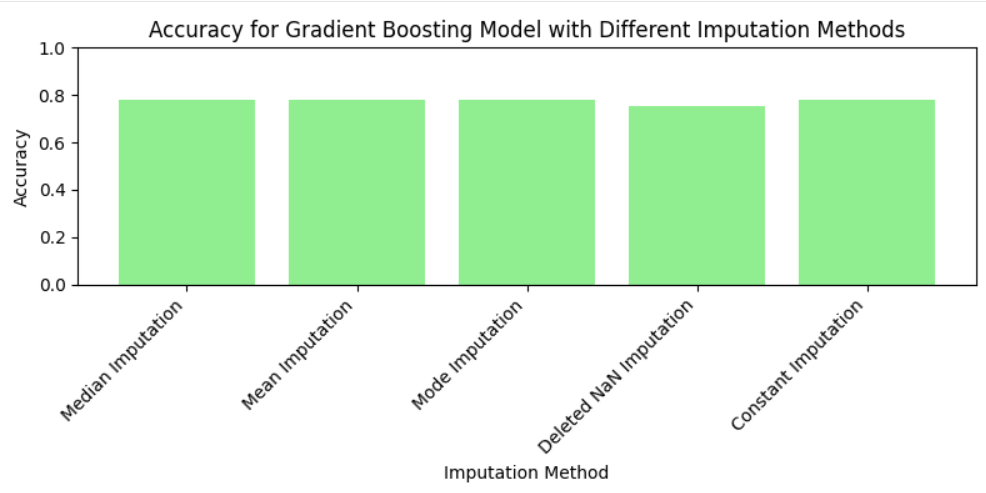 Accuracy for Gradient Boosting Model with Different Imputation Methods
1.0
0.8
0.6
0.4
0.2
0.0
Accuracy
Median Imputation
Mean Imputation
Mode Imputation
Deleted NaN Imputation
Constant Imputation
Imputation Method